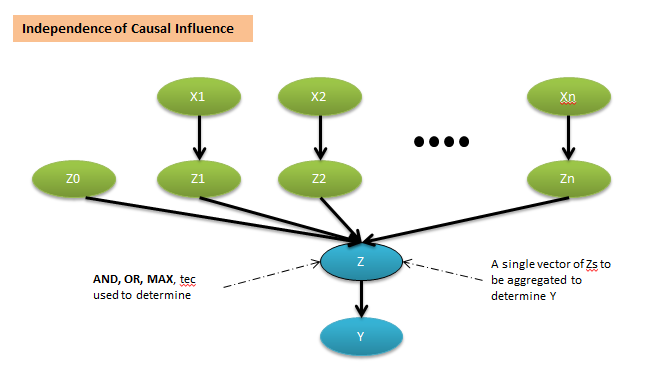 Independence of Causal Influence
X1
X2
Xn
Z0
Z1
Z2
Zn
Z
A single vector of Zs to
be aggregated to
determine Y
AND, OR, MAX, tec
used to determine
Y